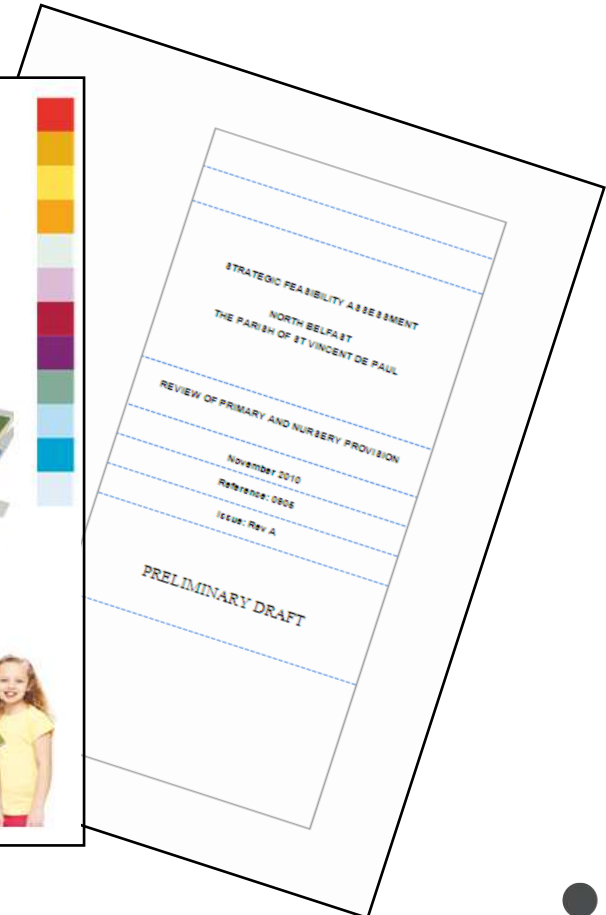 STRATEGIC FEASIBILITY ASSESSMENT
NORTH BELFAST
THE PARISH OF ST VINCENT DE PAUL
REVIEW OF PRIMARY AND NURSERY PROVISION
November 2010
Reference: 0905
Issue: Rev A
PRELIMINARY DRAFT